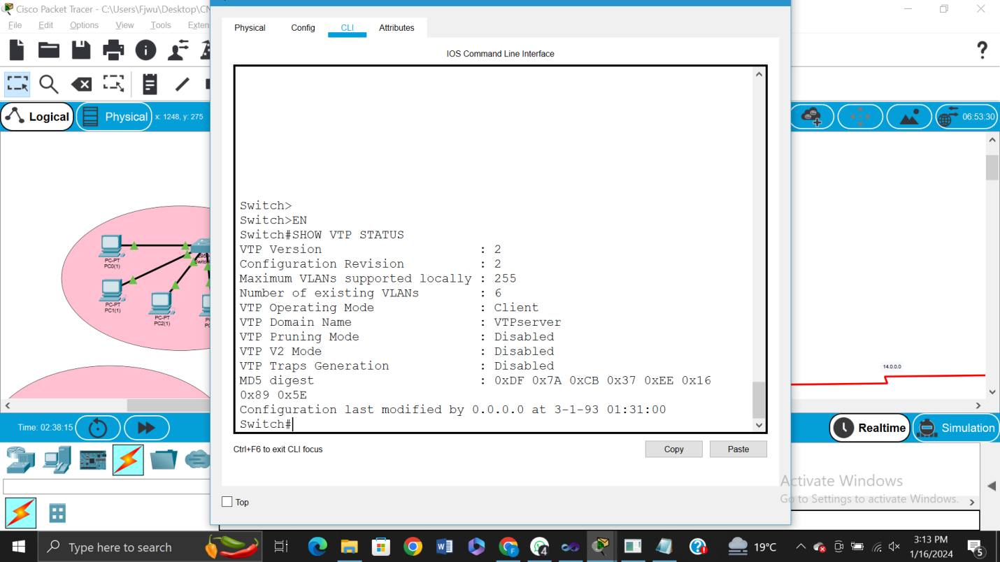 Cisco Packet Tracer - C:\Users\Fjwu\Desktop\CN
File Edit Options View Tools Exten
Physical Config CLI Attributes
IOS Command Line Interface
Logical
Physical
x: 1248, y: 275
06:53:30
Switch>
Switch>EN
Switch#SHOW VTP STATUS
VTP Version : 2
Configuration Revision : 2
Maximum VLANs supported locally : 255
Number of existing VLANs : 6
VTP Operating Mode : Client
VTP Domain Name : VTPserver
VTP Pruning Mode : Disabled
VTP V2 Mode : Disabled
VTP Traps Generation : Disabled
MD5 digest : 0xDF 0x7A 0xCB 0x37 0xEE 0x16
0x89 0x5E
Configuration last modified by 0.0.0.0 at 3-1-93 01:31:00
Switch#
PC-PT
PC0(1)
PC-PT
PC1(1)
PC-PT
PC2(1)
14.0.0.0
Ctrl+F6 to exit CLI focus
Copy
Paste
Top
Time: 02:38:15
Realtime
Simulation
Activate Windows
Go to Settings to activate Windows.
Type here to search
19°C
3:13 PM
1/16/2024
5